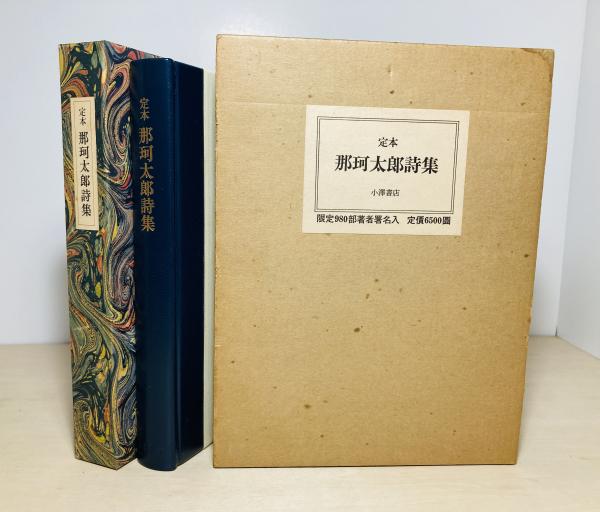 定本
那珂太郎詩集
定本
那珂太郎詩集
定本
那珂太郎詩集
小澤書店
限定980部著者署名入 定價6500圓